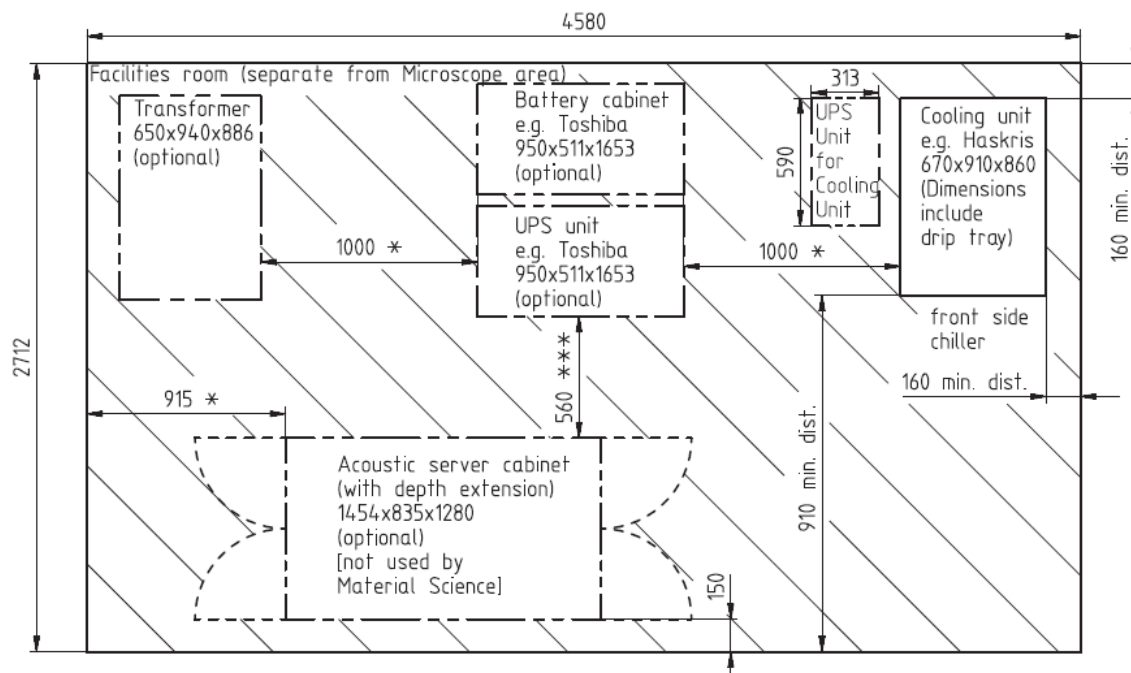 4580
Facilities room (separate from Microscope area)
Transformer
650x940x886
(optional)
Battery cabinet
e.g. Toshiba
950x511x1653
(optional)
313
UPS
Unit
for
Cooling
Unit
590
Cooling unit
e.g. Haskris
670x910x860
(Dimensions
include
drip tray)
160 min. dist.
UPS unit
e.g. Toshiba
950x511x1653
(optional)
1000 *
1000 *
front side
chiller
2712
560 ***
160 min. dist.
915 *
910 min. dist.
Acoustic server cabinet
(with depth extension)
1454x835x1280
(optional)
[not used by
Material Science]
150